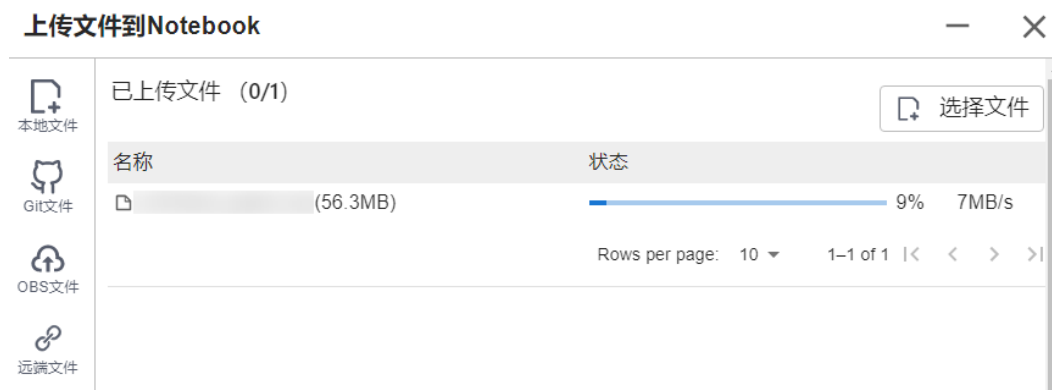 上传文件到Notebook
已上传文件 （0/1）
选择文件
本地文件
Git文件
OBS文件
远端文件
名称 状态
(56.3MB) 9% 7MB/s
Rows per page: 10 1–1 of 1